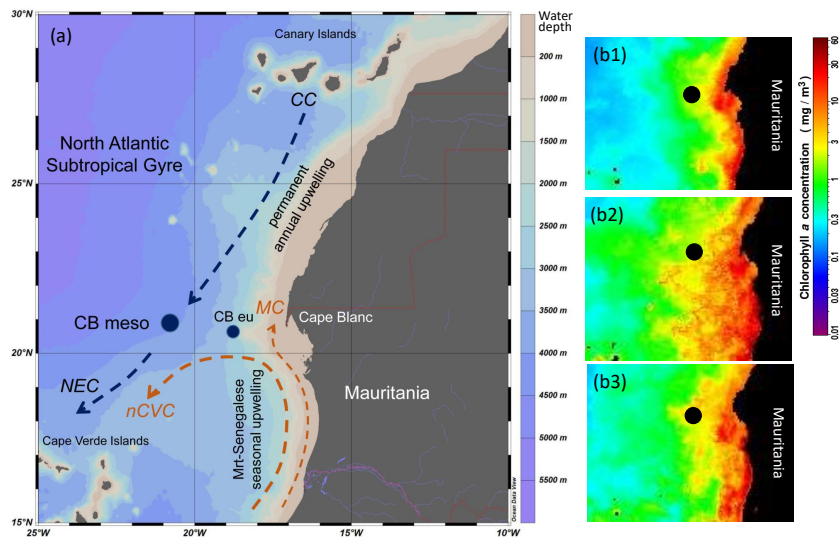 (a)
30°N
25°N
20°N
15°N
25°W
20°W
15°W
10°W
Canary Islands
CC
North Atlantic
Subtropical Gyre
permanent
annual upwelling
CB meso
CB eu
MC
Cape Blanc
NEC
nCVC
Mauritania
Cape Verde Islands
Mrt-Senegalese
seasonal upwelling
Ocean Data View
Water
depth
200 m
1000 m
1500 m
2000 m
3000 m
3500 m
4000 m
4500 m
5000 m
5500 m
(b1)
Mauritania
(b2)
Mauritania
(b3)
Mauritania
Chlorophyll a concentration ( mg / m3)
60
30
10
3
1
0.3
0.1
0.03
0.01